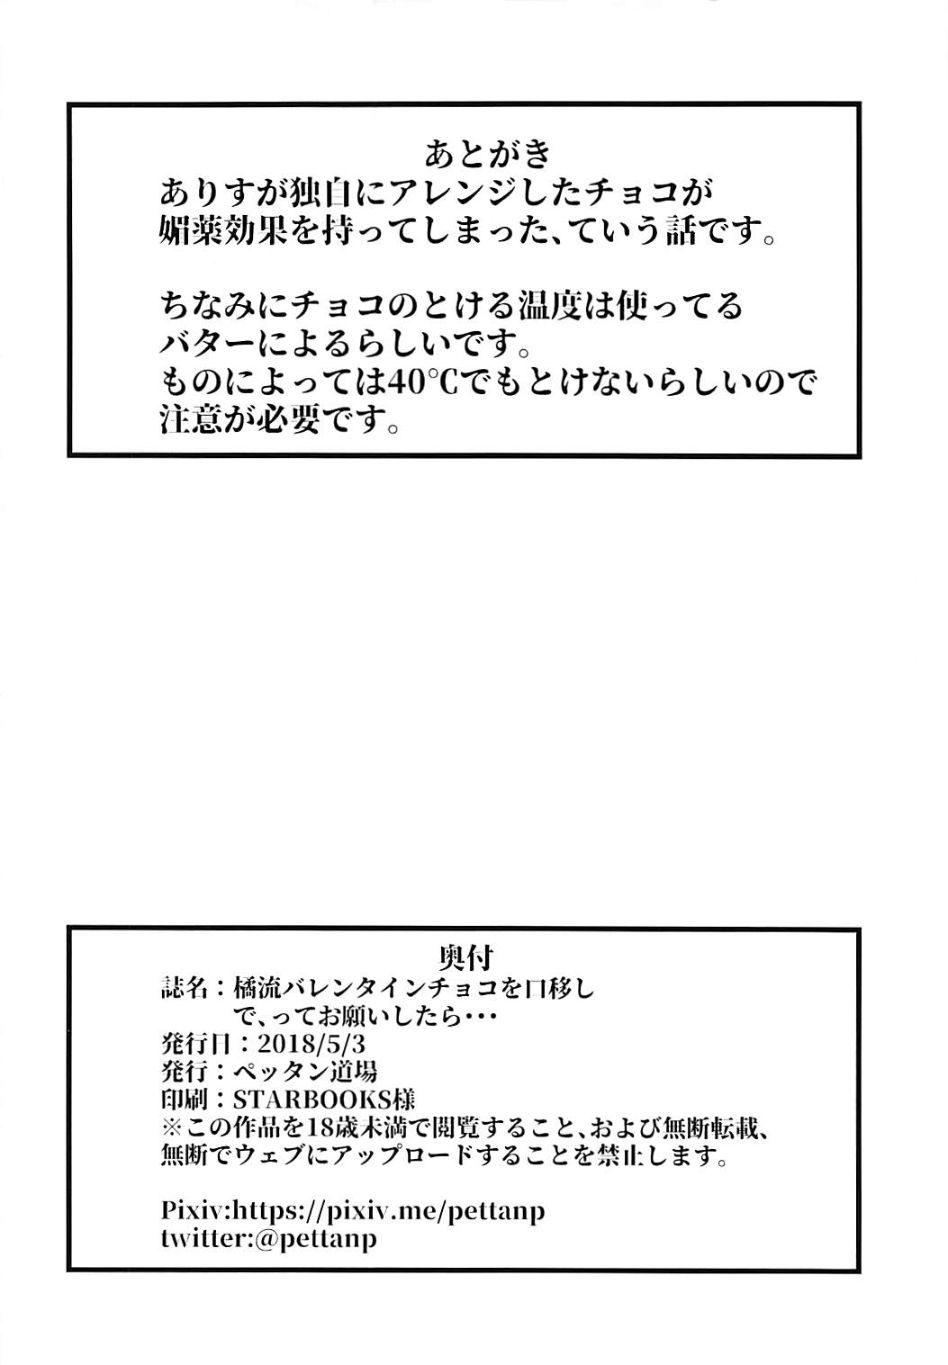 あとがき
ありすが独自にアレンジしたチョコが
媚薬効果を持ってしまった、ていう話です。
ちなみにチョコのとける温度は使ってる
バターによるらしいです。
ものによっては40℃でもとけないらしいので
注意が必要です。
奥付
誌名：橘流バレンタインチョコを口移し
で、ってお願いしたら・・・
発行日：2018/5/3
発行：ペッタン道場
印刷：STARBOOKS様
※この作品を18歳未満で閲覧すること、および無断転載、
無断でウェブにアップロードすることを禁止します。
Pixiv:https://pixiv.me/pettanp
twitter:@pettanp